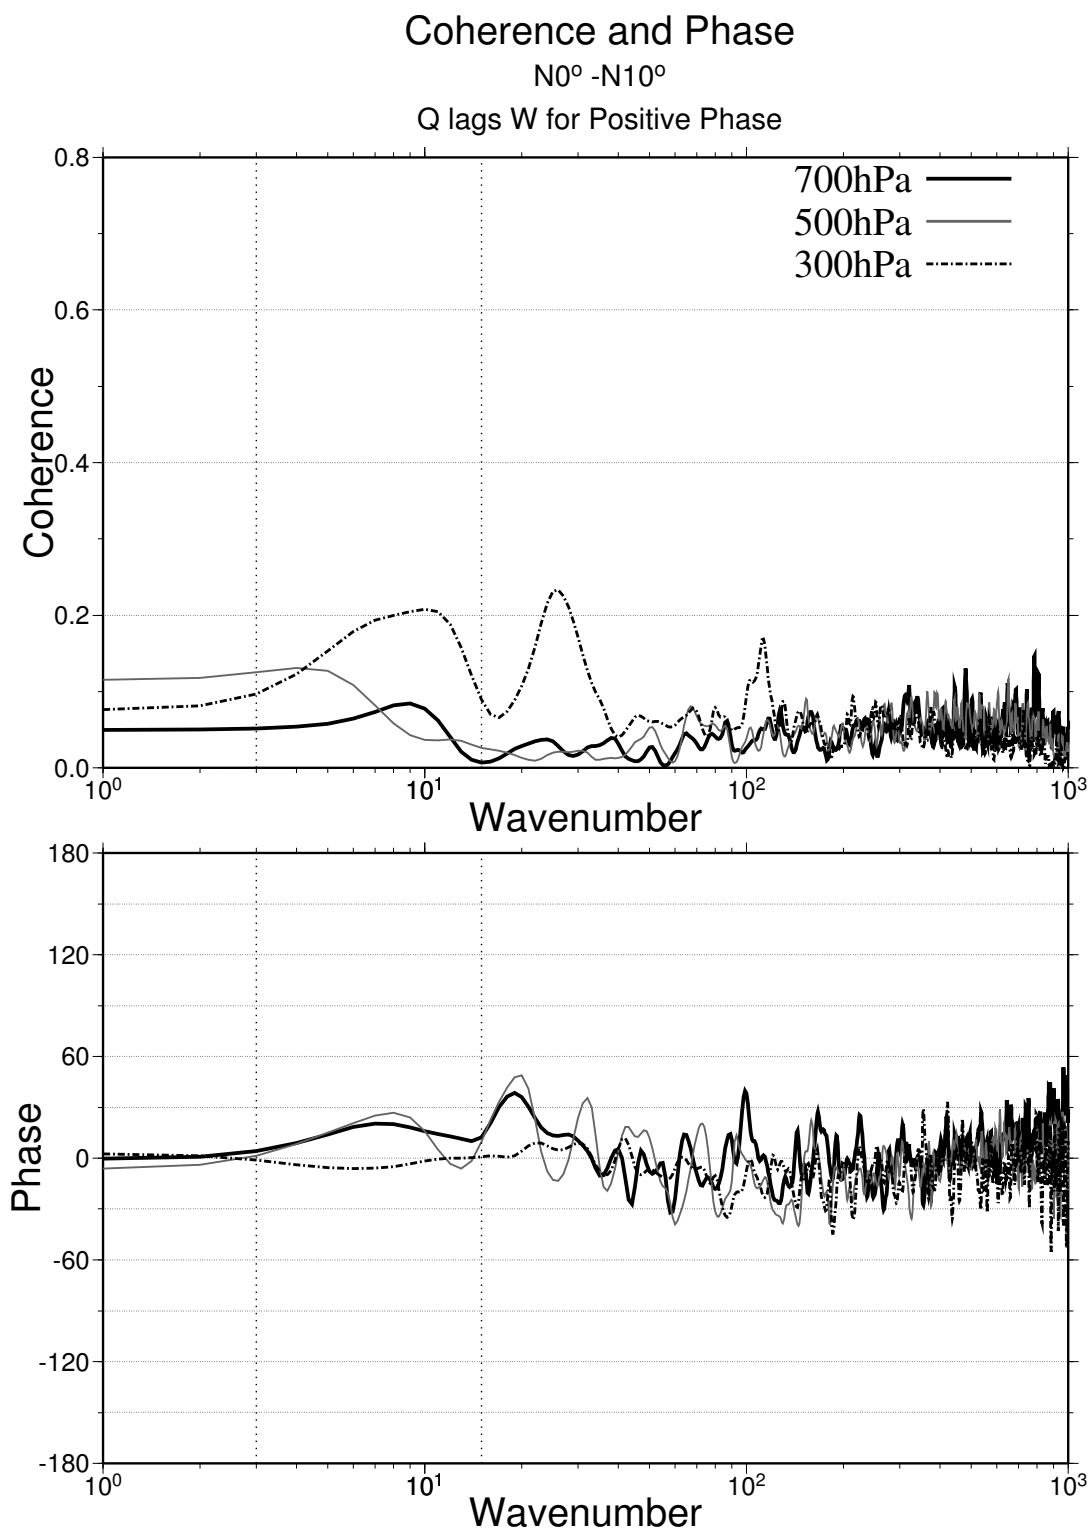 Coherence and Phase
N0º -N10º
Q lags W for Positive Phase
0.8
700hPa
500hPa
300hPa
0.6
0.4
0.2
0.0
Coherence
10⁰ 10¹ 10² 10³
Wavenumber
180
120
60
0
-60
-120
-180
Phase
10⁰ 10¹ 10² 10³
Wavenumber